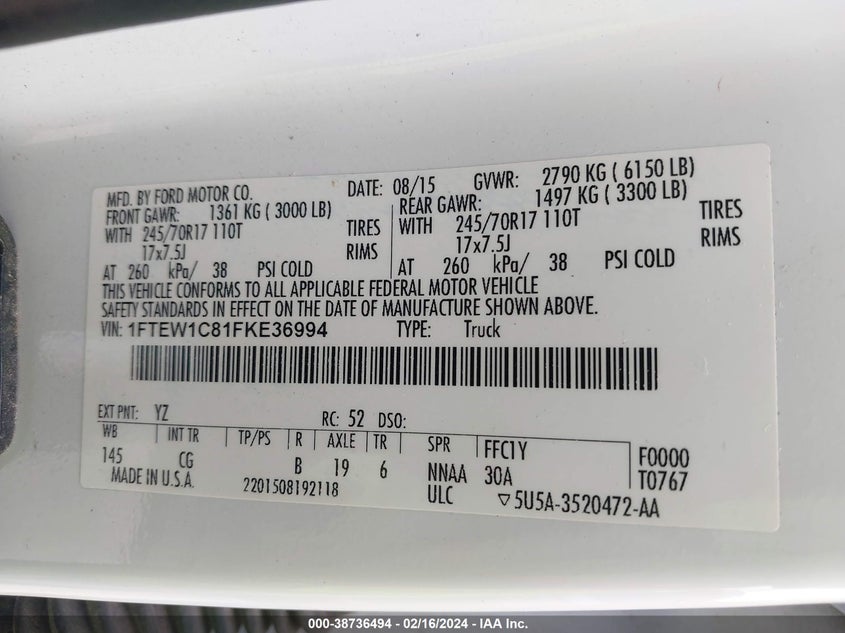 MFD. BY FORD MOTOR CO. DATE: 08/15 GVWR: 2790 KG ( 6150 LB)
FRONT GAWR: 1361 KG ( 3000 LB) REAR GAWR: 1497 KG ( 3300 LB)
WITH 245/70R17 110T TIRES WITH 245/70R17 110T TIRES
17x7.5J RIMS 17x7.5J RIMS
AT 260 kPa/ 38 PSI COLD AT 260 kPa/ 38 PSI COLD
THIS VEHICLE CONFORMS TO ALL APPLICABLE FEDERAL MOTOR VEHICLE
SAFETY STANDARDS IN EFFECT ON THE DATE OF MANUFACTURE SHOWN ABOVE.
VIN: 1FTEW1C81FKE36994 TYPE: Truck
EXT PNT: YZ RC: 52 DSO:
WB INT TR TP/PS R AXLE TR SPR FFC1Y F0000
145 CG B 19 6 NNAA 30A T0767
MADE IN U.S.A. 2201508192118 ULC ▽5U5A-3520472-AA
000-38736494 - 02/16/2024 - IAA Inc.